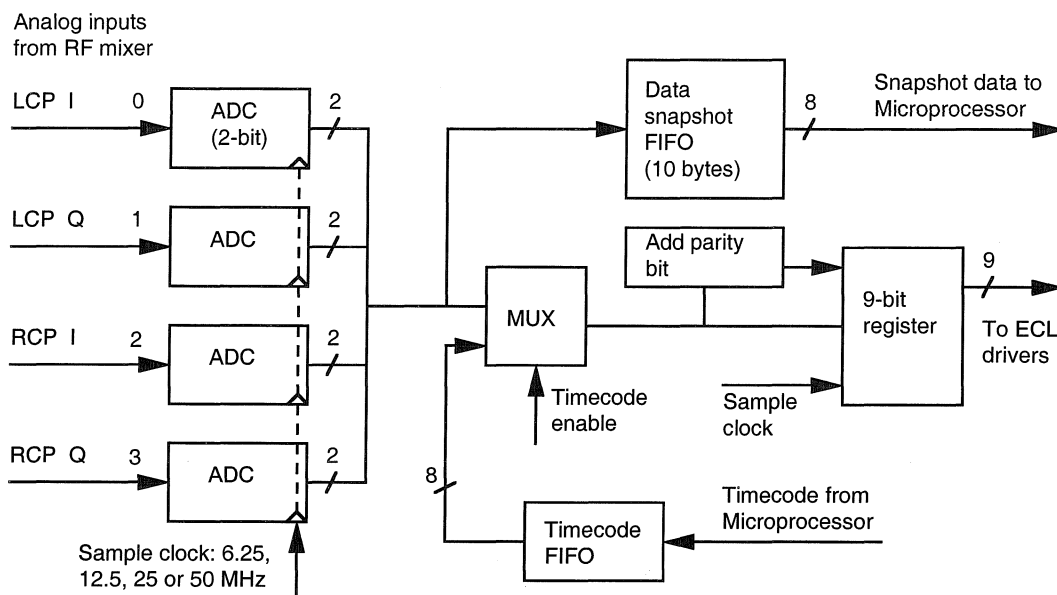 Analog inputs
from RF mixer
LCP I
0
ADC
(2-bit)
2
LCP Q
1
ADC
2
RCP I
2
ADC
2
RCP Q
3
ADC
2
Sample clock: 6.25,
12.5, 25 or 50 MHz
Data
snapshot
FIFO
(10 bytes)
8
Snapshot data to
Microprocessor
Add parity
bit
MUX
Timecode
enable
9-bit
register
9
To ECL
drivers
Sample
clock
8
Timecode
FIFO
Timecode from
Microprocessor